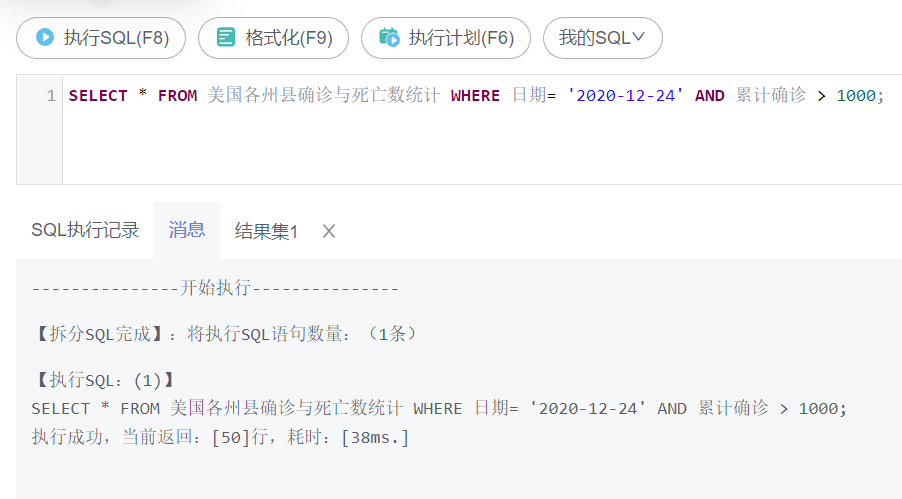 执行SQL(F8) 格式化(F9) 执行计划(F6) 我的SQL
1 SELECT * FROM 美国各州县确诊与死亡数统计 WHERE 日期= '2020-12-24' AND 累计确诊 > 1000;
SQL执行记录 消息 结果集1
---------------开始执行---------------
【拆分SQL完成】：将执行SQL语句数量：（1条）
【执行SQL：(1)】
SELECT * FROM 美国各州县确诊与死亡数统计 WHERE 日期= '2020-12-24' AND 累计确诊 > 1000;
执行成功，当前返回：[50]行，耗时：[38ms.]